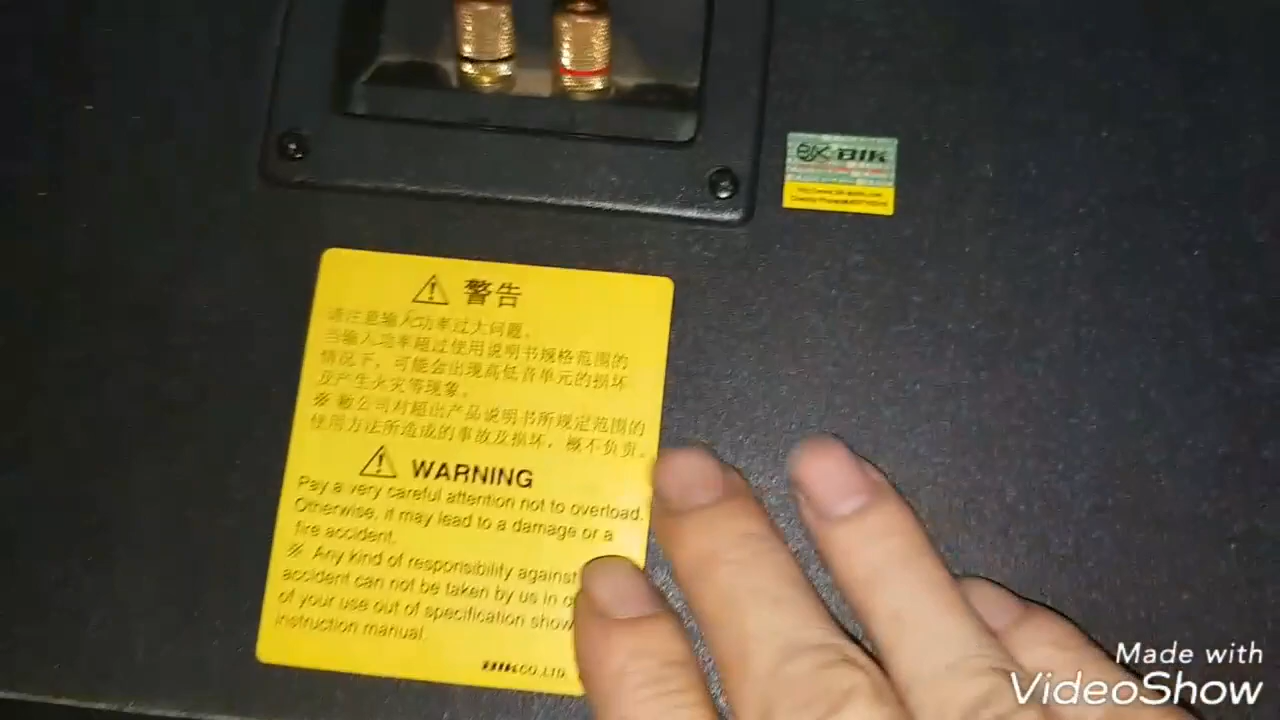 BIK
警告
请注意输入功率过大问题。
当输入功率超过使用说明书规格范围的
情况下，可能会出现高低音单元的损坏
及产生火灾等现象。
※ 敝公司对超出产品说明书所规定范围的
使用方法所造成的事故及损坏，概不负责。
WARNING
Pay a very careful attention not to overload.
Otherwise, it may lead to a damage or a
fire accident.
※ Any kind of responsibility against
accident can not be taken by us in
of your use out of specification
instruction manual.
BIK CO.,LTD.
Made with
VideoShow